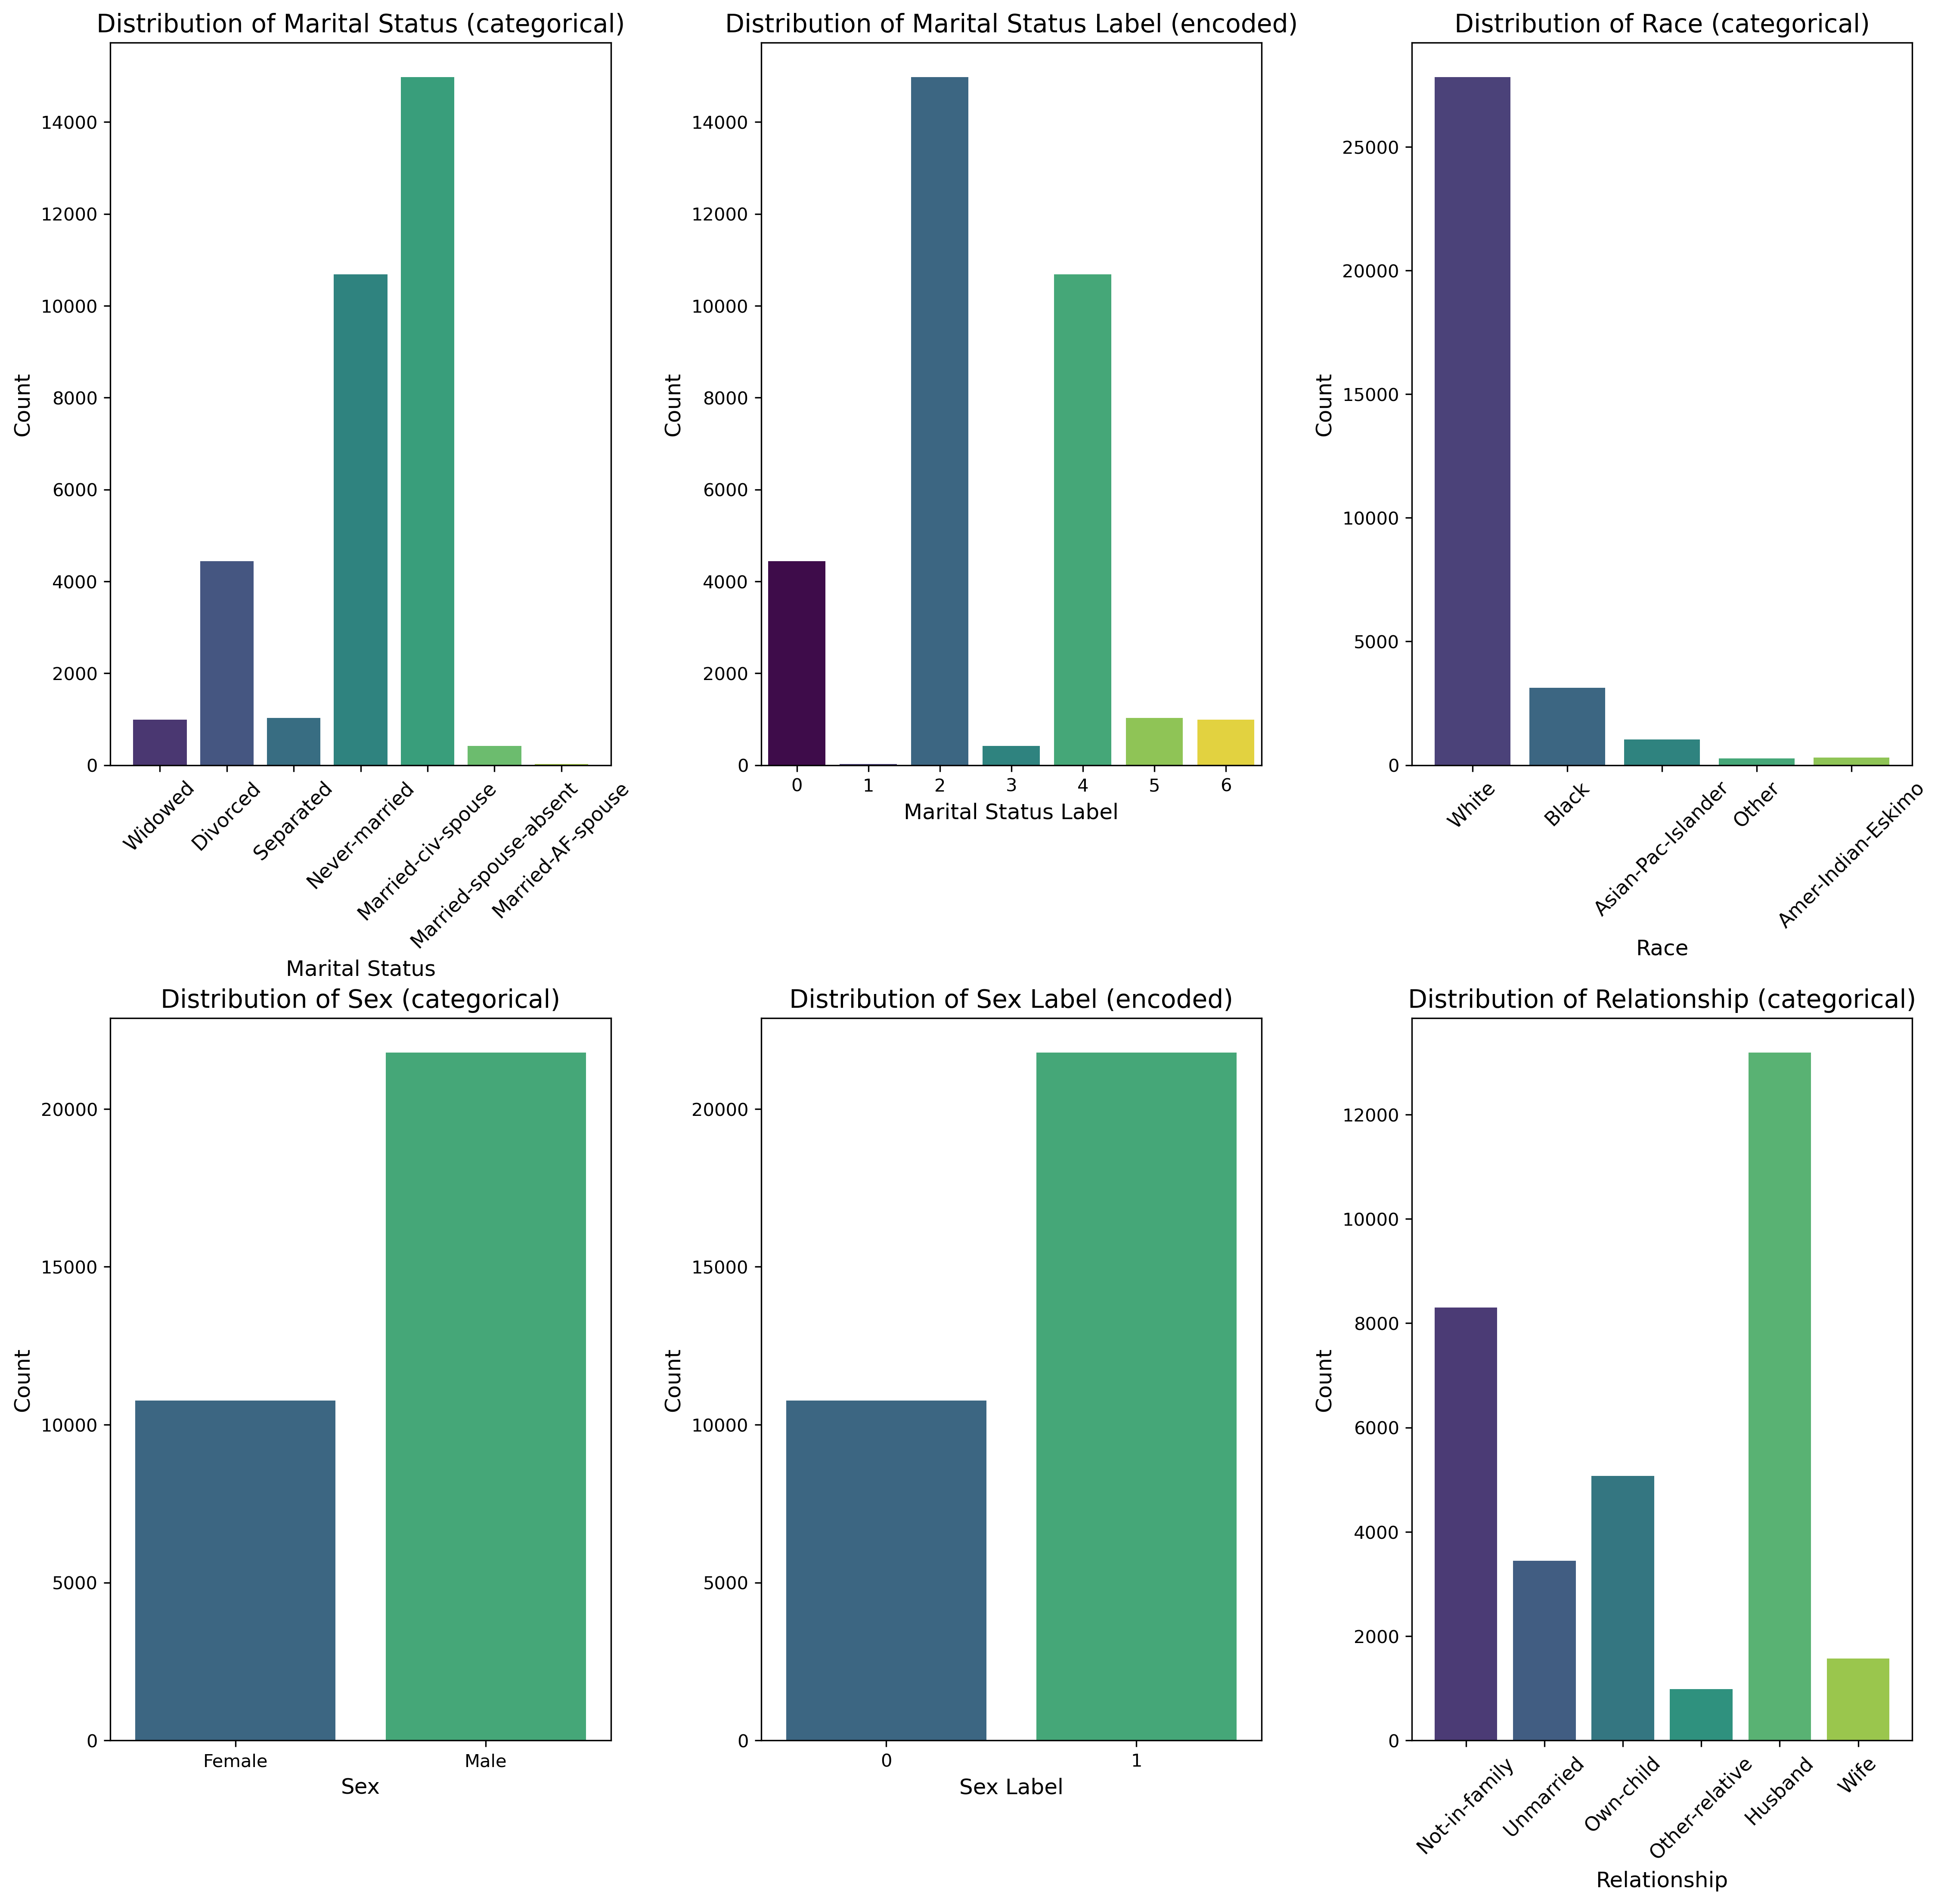 Distribution of Marital Status (categorical)
14000
12000
10000
8000
6000
4000
2000
0
Count
Widowed
Divorced
Separated
Never-married
Married-civ-spouse
Married-spouse-absent
Married-AF-spouse
Marital Status
Distribution of Marital Status Label (encoded)
14000
12000
10000
8000
6000
4000
2000
0
Count
0 1 2 3 4 5 6
Marital Status Label
Distribution of Race (categorical)
25000
20000
15000
10000
5000
0
Count
White
Black
Asian-Pac-Islander
Other
Amer-Indian-Eskimo
Race
Distribution of Sex (categorical)
20000
15000
10000
5000
0
Count
Female Male
Sex
Distribution of Sex Label (encoded)
20000
15000
10000
5000
0
Count
0 1
Sex Label
Distribution of Relationship (categorical)
12000
10000
8000
6000
4000
2000
0
Count
Not-in-family
Unmarried
Own-child
Other-relative
Husband
Wife
Relationship